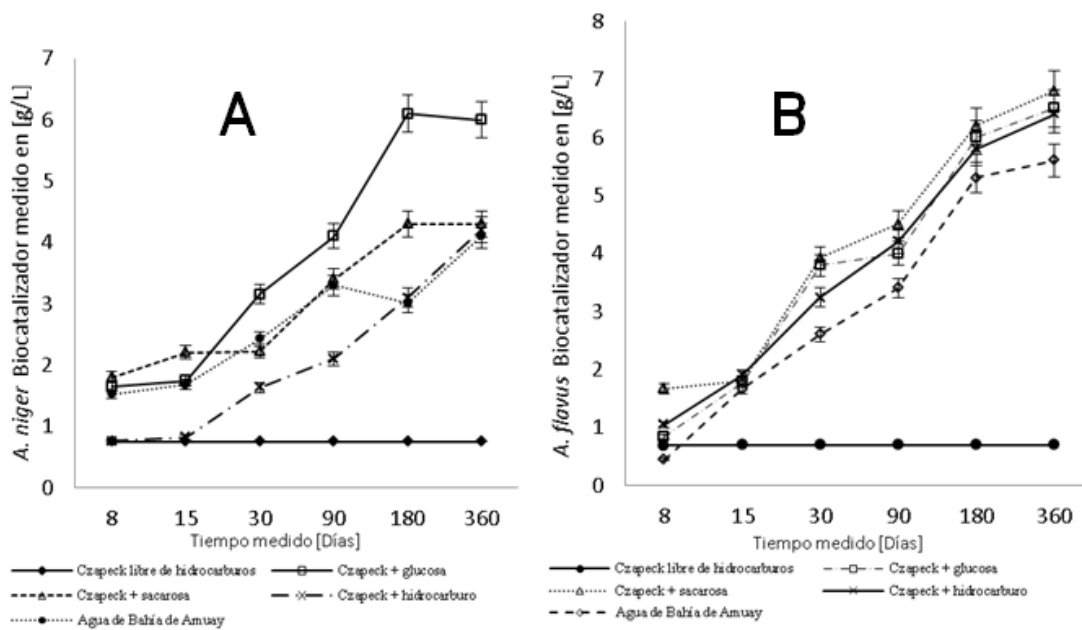 A
A. niger Biocatalizador medido en [g/L]
7
6
5
4
3
2
1
0
8 15 30 90 180 360
Tiempo medido [Días]
Czapeck libre de hidrocarburos
Czapeck + glucosa
Czapeck + sacarosa
Czapeck + hidrocarburo
Agua de Bahía de Amuay
B
A. flavus Biocatalizador medido en [g/L]
8
7
6
5
4
3
2
1
0
8 15 30 90 180 360
Tiempo medido [Días]
Czapeck libre de hidrocarburos
Czapeck + glucosa
Czapeck + sacarosa
Czapeck + hidrocarburo
Agua de Bahía de Amuay